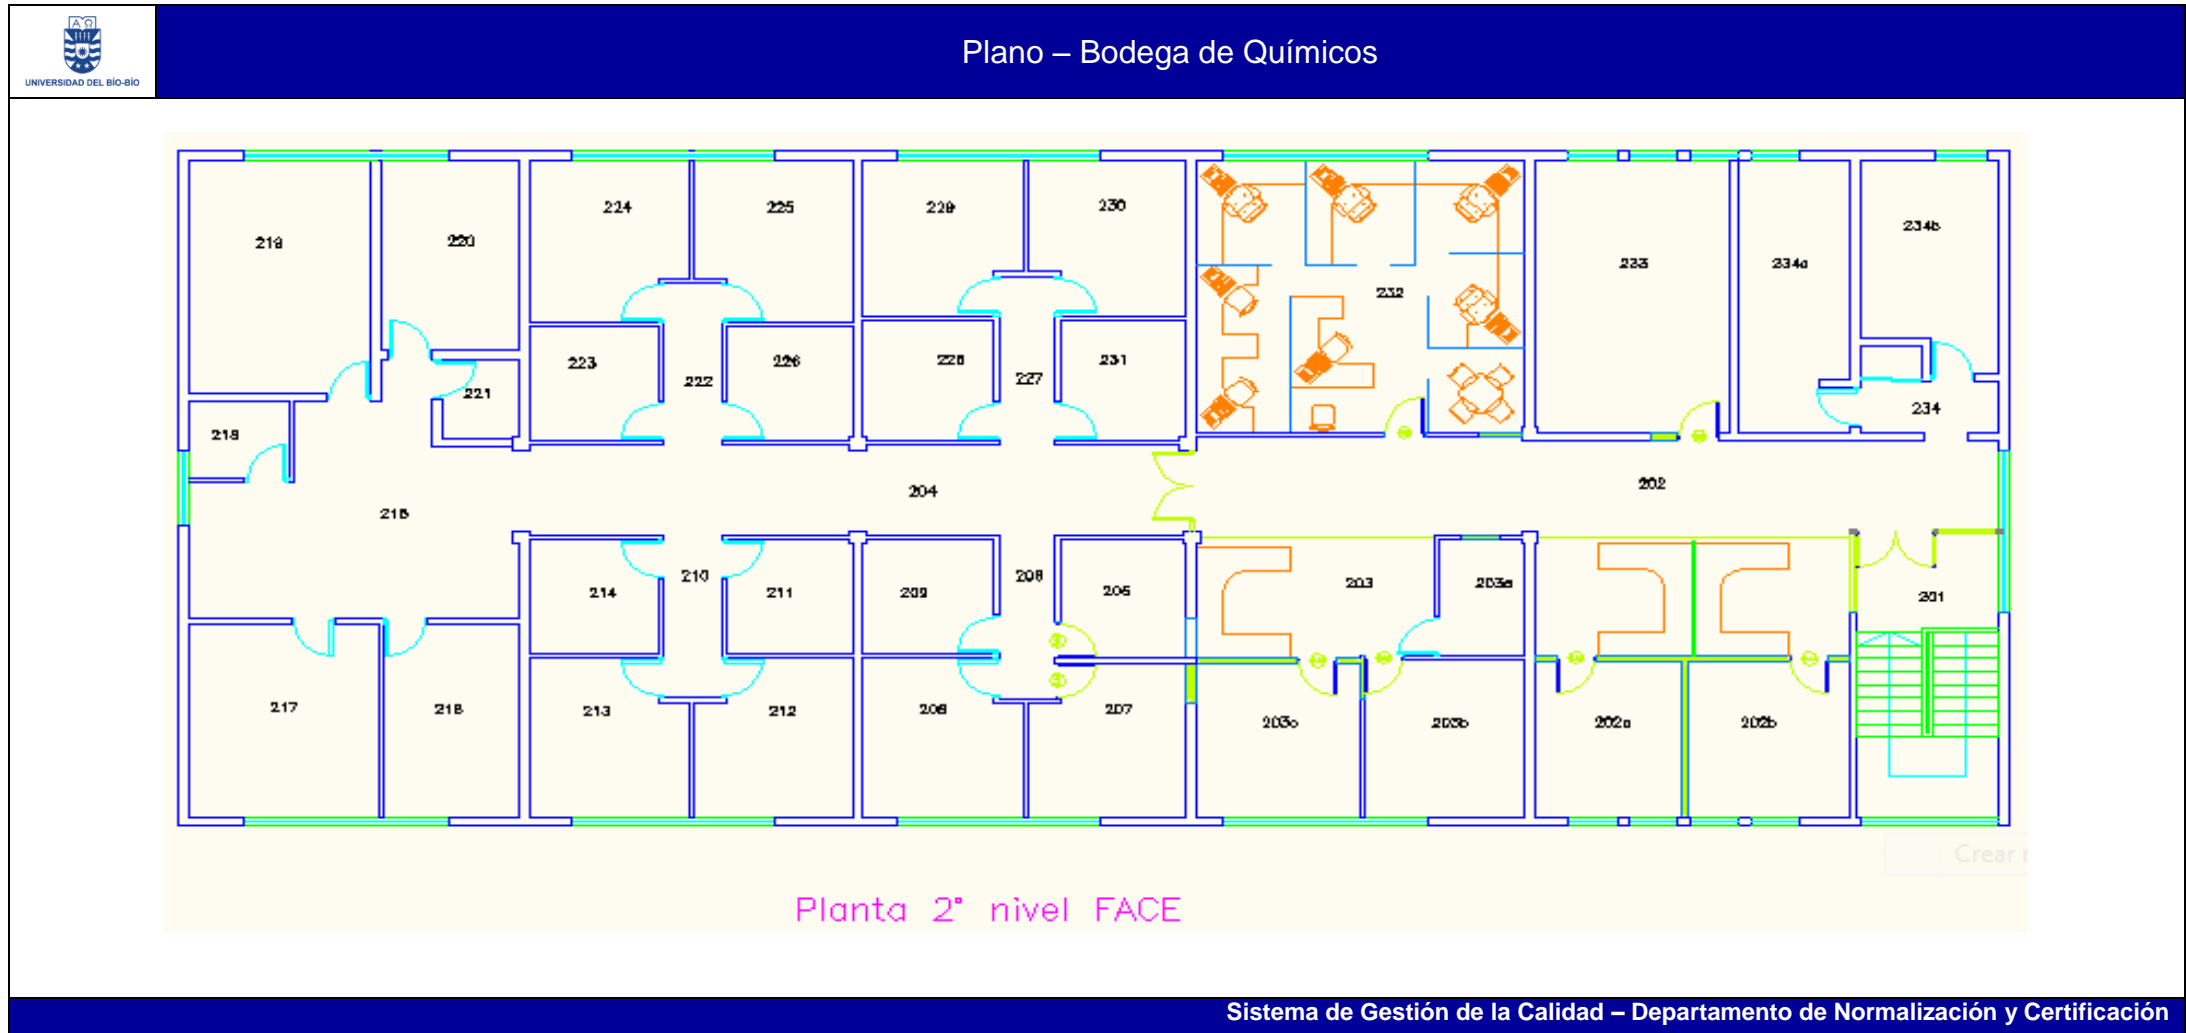 ΑΩ
UNIVERSIDAD DEL BÍO-BÍO
Plano – Bodega de Químicos
224
225
229
230
219
220
234b
233
234a
232
223
226
228
231
222
227
221
234
218
204
202
216
214
210
211
209
208
205
203
203a
201
217
213
212
206
207
203c
203b
202a
202b
Crear
Planta 2° nivel FACE
Sistema de Gestión de la Calidad – Departamento de Normalización y Certificación